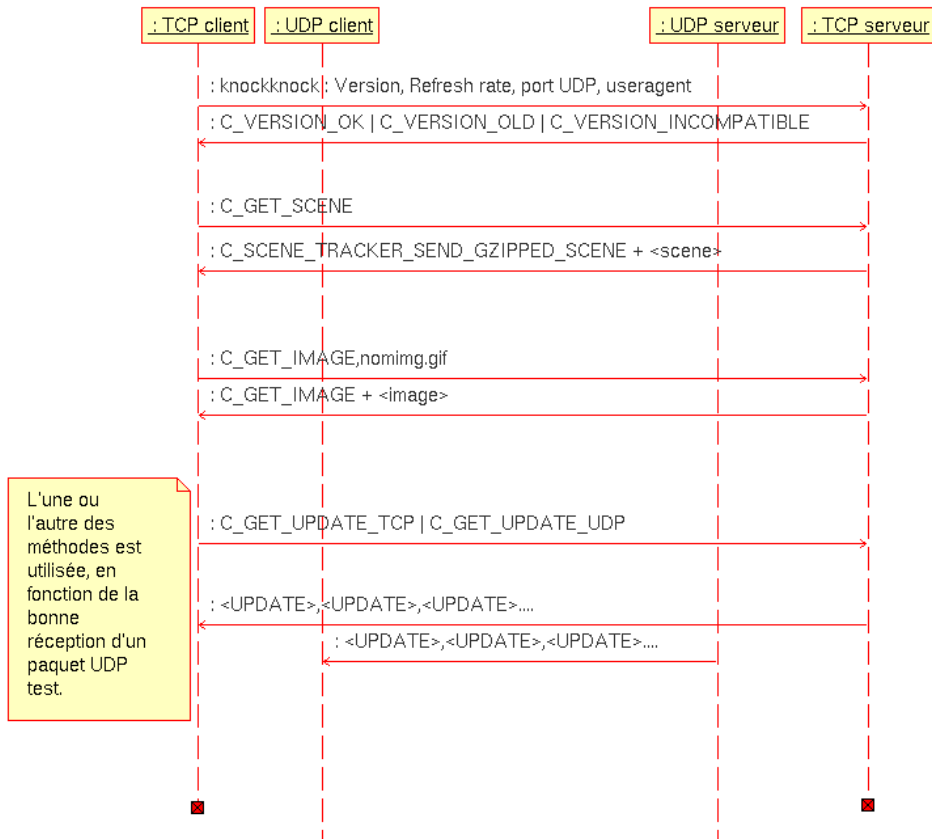 : TCP client
: UDP client
: UDP serveur
: TCP serveur
: knockknock : Version, Refresh rate, port UDP, useragent
: C_VERSION_OK | C_VERSION_OLD | C_VERSION_INCOMPATIBLE
: C_GET_SCENE
: C_SCENE_TRACKER_SEND_GZIPPED_SCENE + <scene>
: C_GET_IMAGE,nomimg.gif
: C_GET_IMAGE + <image>
L'une ou
l'autre des
méthodes est
utilisée, en
fonction de la
bonne
réception d'un
paquet UDP
test.
: C_GET_UPDATE_TCP | C_GET_UPDATE_UDP
: <UPDATE>,<UPDATE>,<UPDATE>....
: <UPDATE>,<UPDATE>,<UPDATE>....